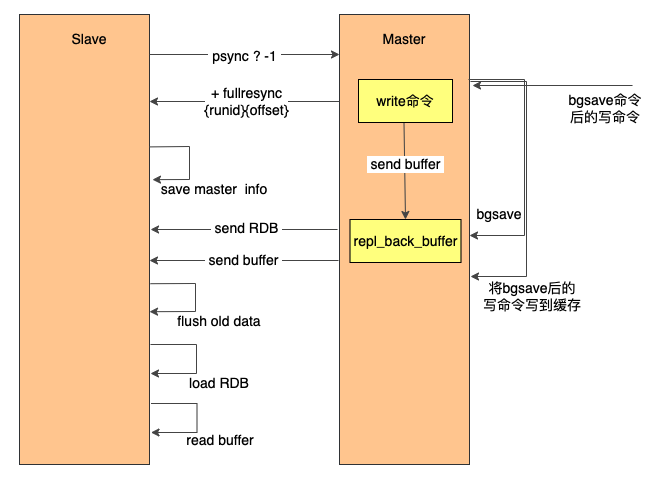 Slave
Master
psync ? -1
+ fullresync
{runid}{offset}
write命令
bgsave命令
后的写命令
send buffer
save master  info
bgsave
send RDB
repl_back_buffer
send buffer
将bgsave后的
写命令写到缓存
flush old data
load RDB
read buffer